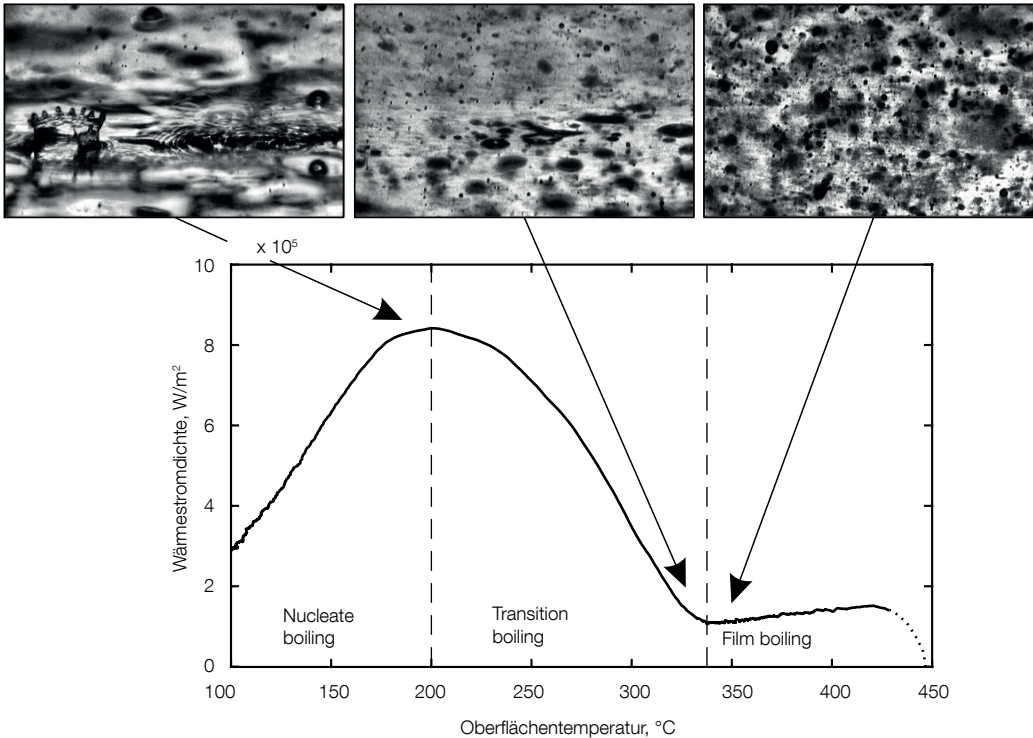 x 10⁵
10
8
6
4
2
0
Wärmestromdichte, W/m²
Nucleate
boiling
Transition
boiling
Film boiling
100 150 200 250 300 350 400 450
Oberflächentemperatur, °C